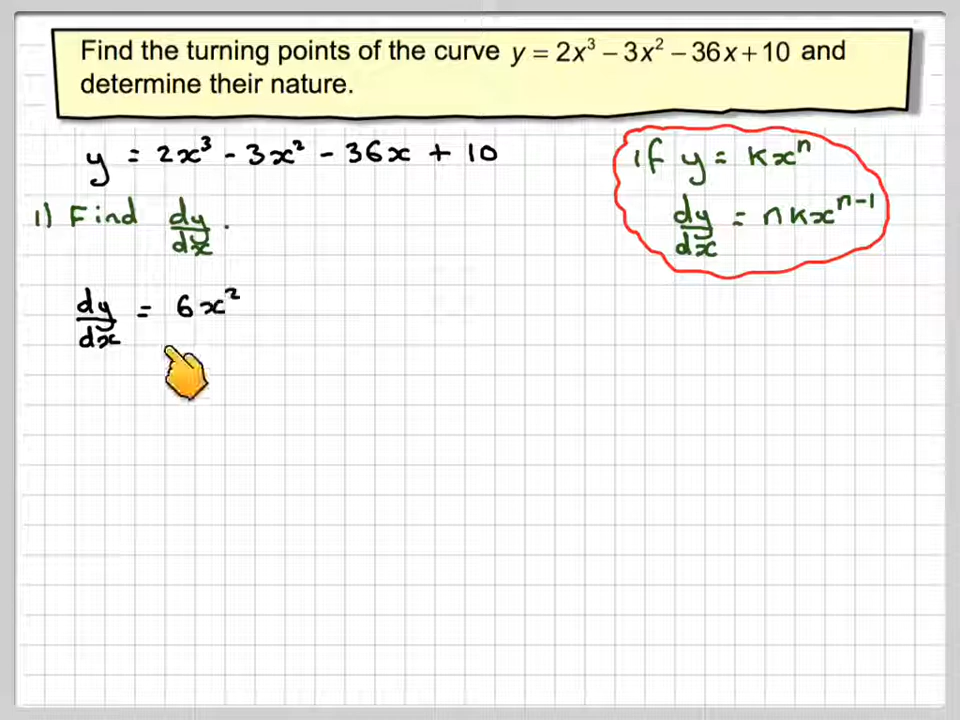 Find the turning points of the curve y = 2x³ – 3x² – 36x + 10 and
determine their nature.
y = 2x³ - 3x² - 36x + 10
if y = kxⁿ
1) Find dy/dx .
dy/dx = nkxⁿ⁻¹
dy/dx = 6x²